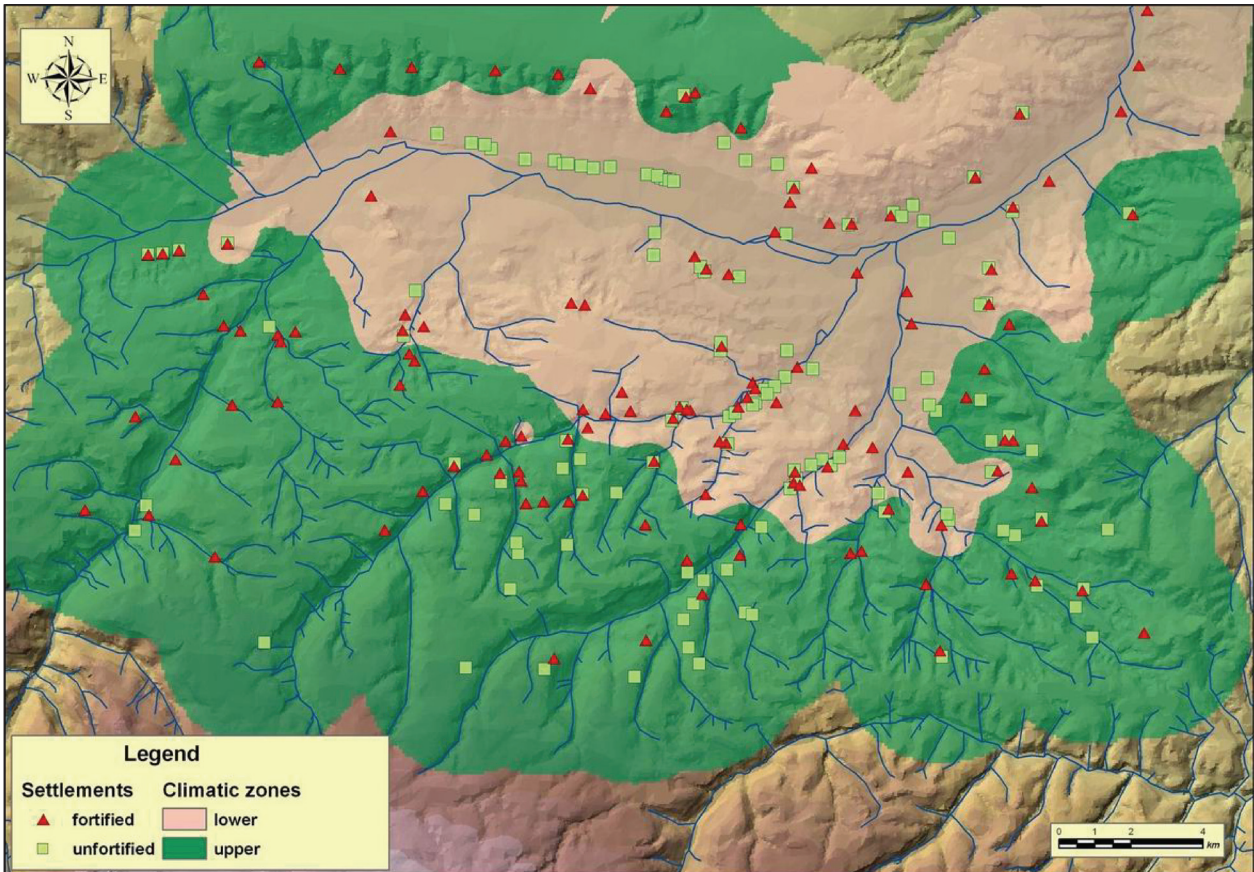 N
W E
S
Legend
Settlements Climatic zones
fortified lower
unfortified upper
0 1 2 4
km